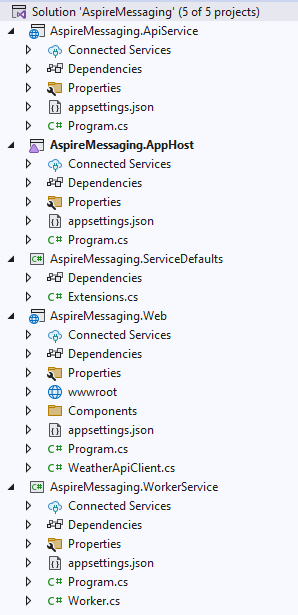 Solution 'AspireMessaging' (5 of 5 projects)
AspireMessaging.ApiService
Connected Services
Dependencies
Properties
appsettings.json
C# Program.cs
AspireMessaging.AppHost
Connected Services
Dependencies
Properties
appsettings.json
C# Program.cs
C# AspireMessaging.ServiceDefaults
Dependencies
C# Extensions.cs
AspireMessaging.Web
Connected Services
Dependencies
Properties
wwwroot
Components
appsettings.json
C# Program.cs
C# WeatherApiClient.cs
C# AspireMessaging.WorkerService
Connected Services
Dependencies
Properties
appsettings.json
C# Program.cs
C# Worker.cs